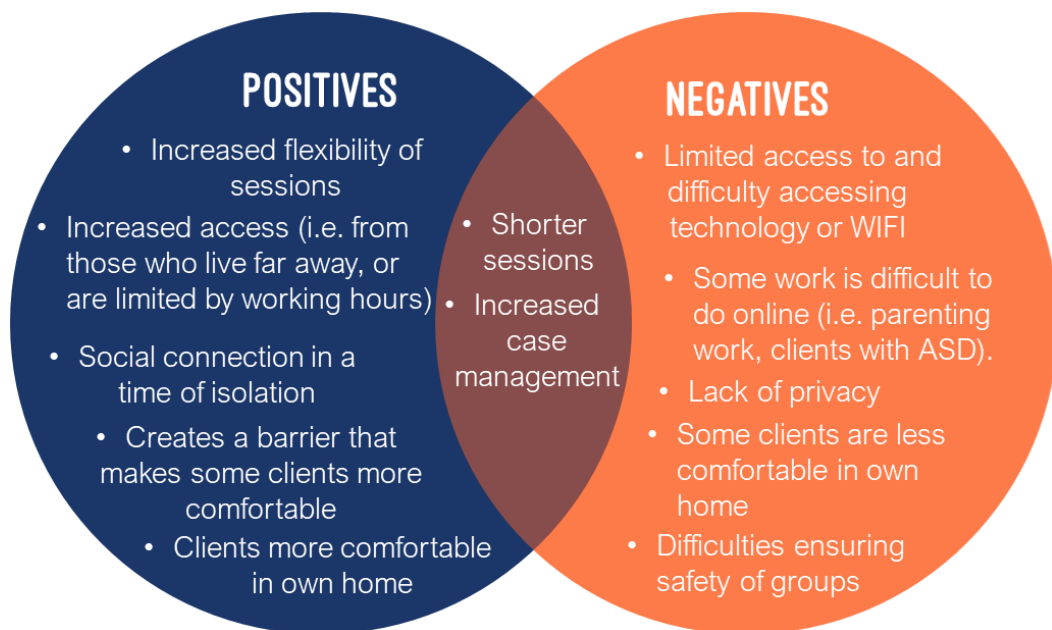 POSITIVES
• Increased flexibility of
sessions
• Increased access (i.e. from
those who live far away, or
are limited by working hours)
• Social connection in a
time of isolation
• Creates a barrier that
makes some clients more
comfortable
• Clients more comfortable
in own home
• Shorter
sessions
• Increased
case
management
NEGATIVES
• Limited access to and
difficulty accessing
technology or WIFI
• Some work is difficult to
do online (i.e. parenting
work, clients with ASD).
• Lack of privacy
• Some clients are less
comfortable in own
home
• Difficulties ensuring
safety of groups